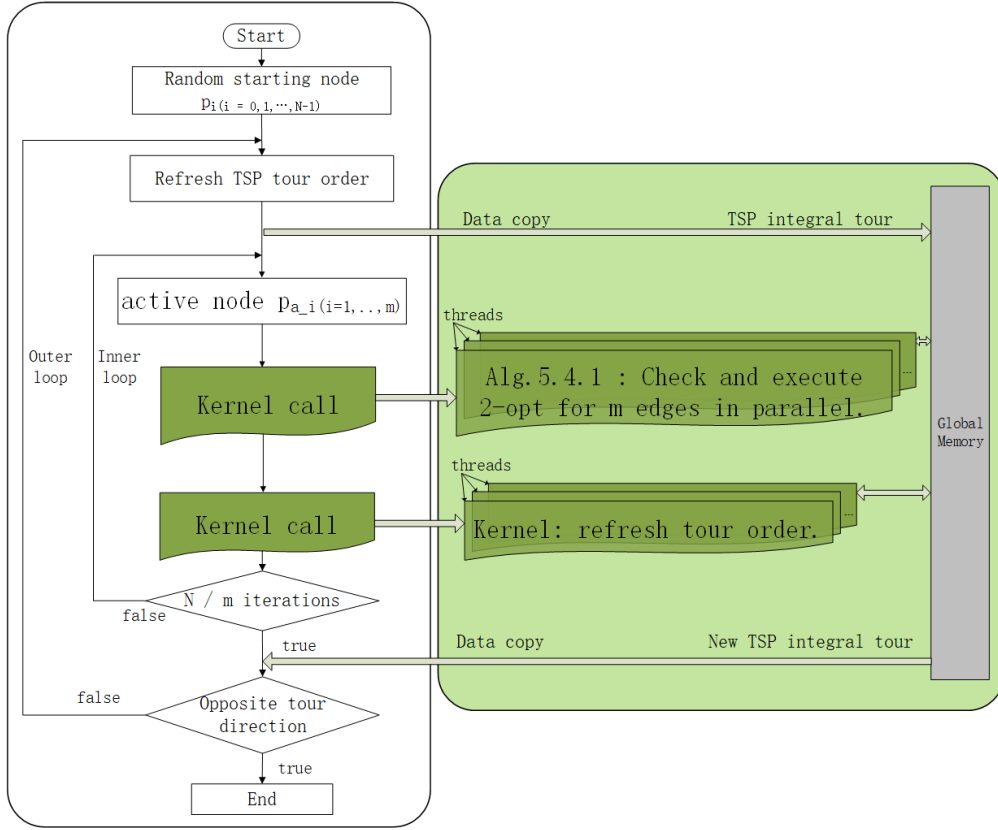 Start
Random starting node
p_i(i = 0,1,…,N-1)
Refresh TSP tour order
Data copy
TSP integral tour
active node p_a_i(i=1,..,m)
threads
Outer
loop
Inner
loop
Kernel call
Alg.5.4.1 : Check and execute
2-opt for m edges in parallel.
...
Global
Memory
threads
Kernel call
Kernel: refresh tour order.
...
N / m iterations
false
true
Data copy
New TSP integral tour
false
Opposite tour
direction
true
End